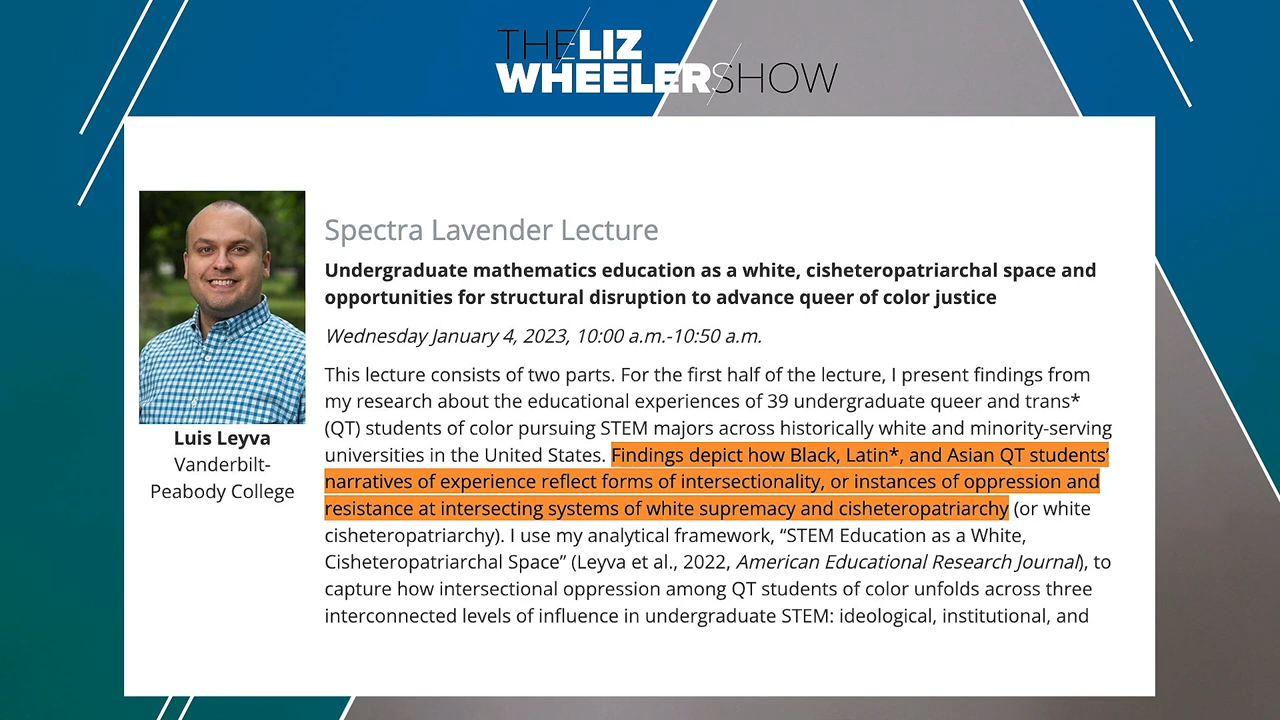 THE LIZ
WHEELER SHOW
Spectra Lavender Lecture
Undergraduate mathematics education as a white, cisheteropatriarchal space and
opportunities for structural disruption to advance queer of color justice
Wednesday January 4, 2023, 10:00 a.m.-10:50 a.m.
This lecture consists of two parts. For the first half of the lecture, I present findings from
my research about the educational experiences of 39 undergraduate queer and trans*
(QT) students of color pursuing STEM majors across historically white and minority-serving
universities in the United States. Findings depict how Black, Latin*, and Asian QT students’
narratives of experience reflect forms of intersectionality, or instances of oppression and
resistance at intersecting systems of white supremacy and cisheteropatriarchy (or white
cisheteropatriarchy). I use my analytical framework, “STEM Education as a White,
Cisheteropatriarchal Space” (Leyva et al., 2022, American Educational Research Journal), to
capture how intersectional oppression among QT students of color unfolds across three
interconnected levels of influence in undergraduate STEM: ideological, institutional, and
Luis Leyva
Vanderbilt-
Peabody College